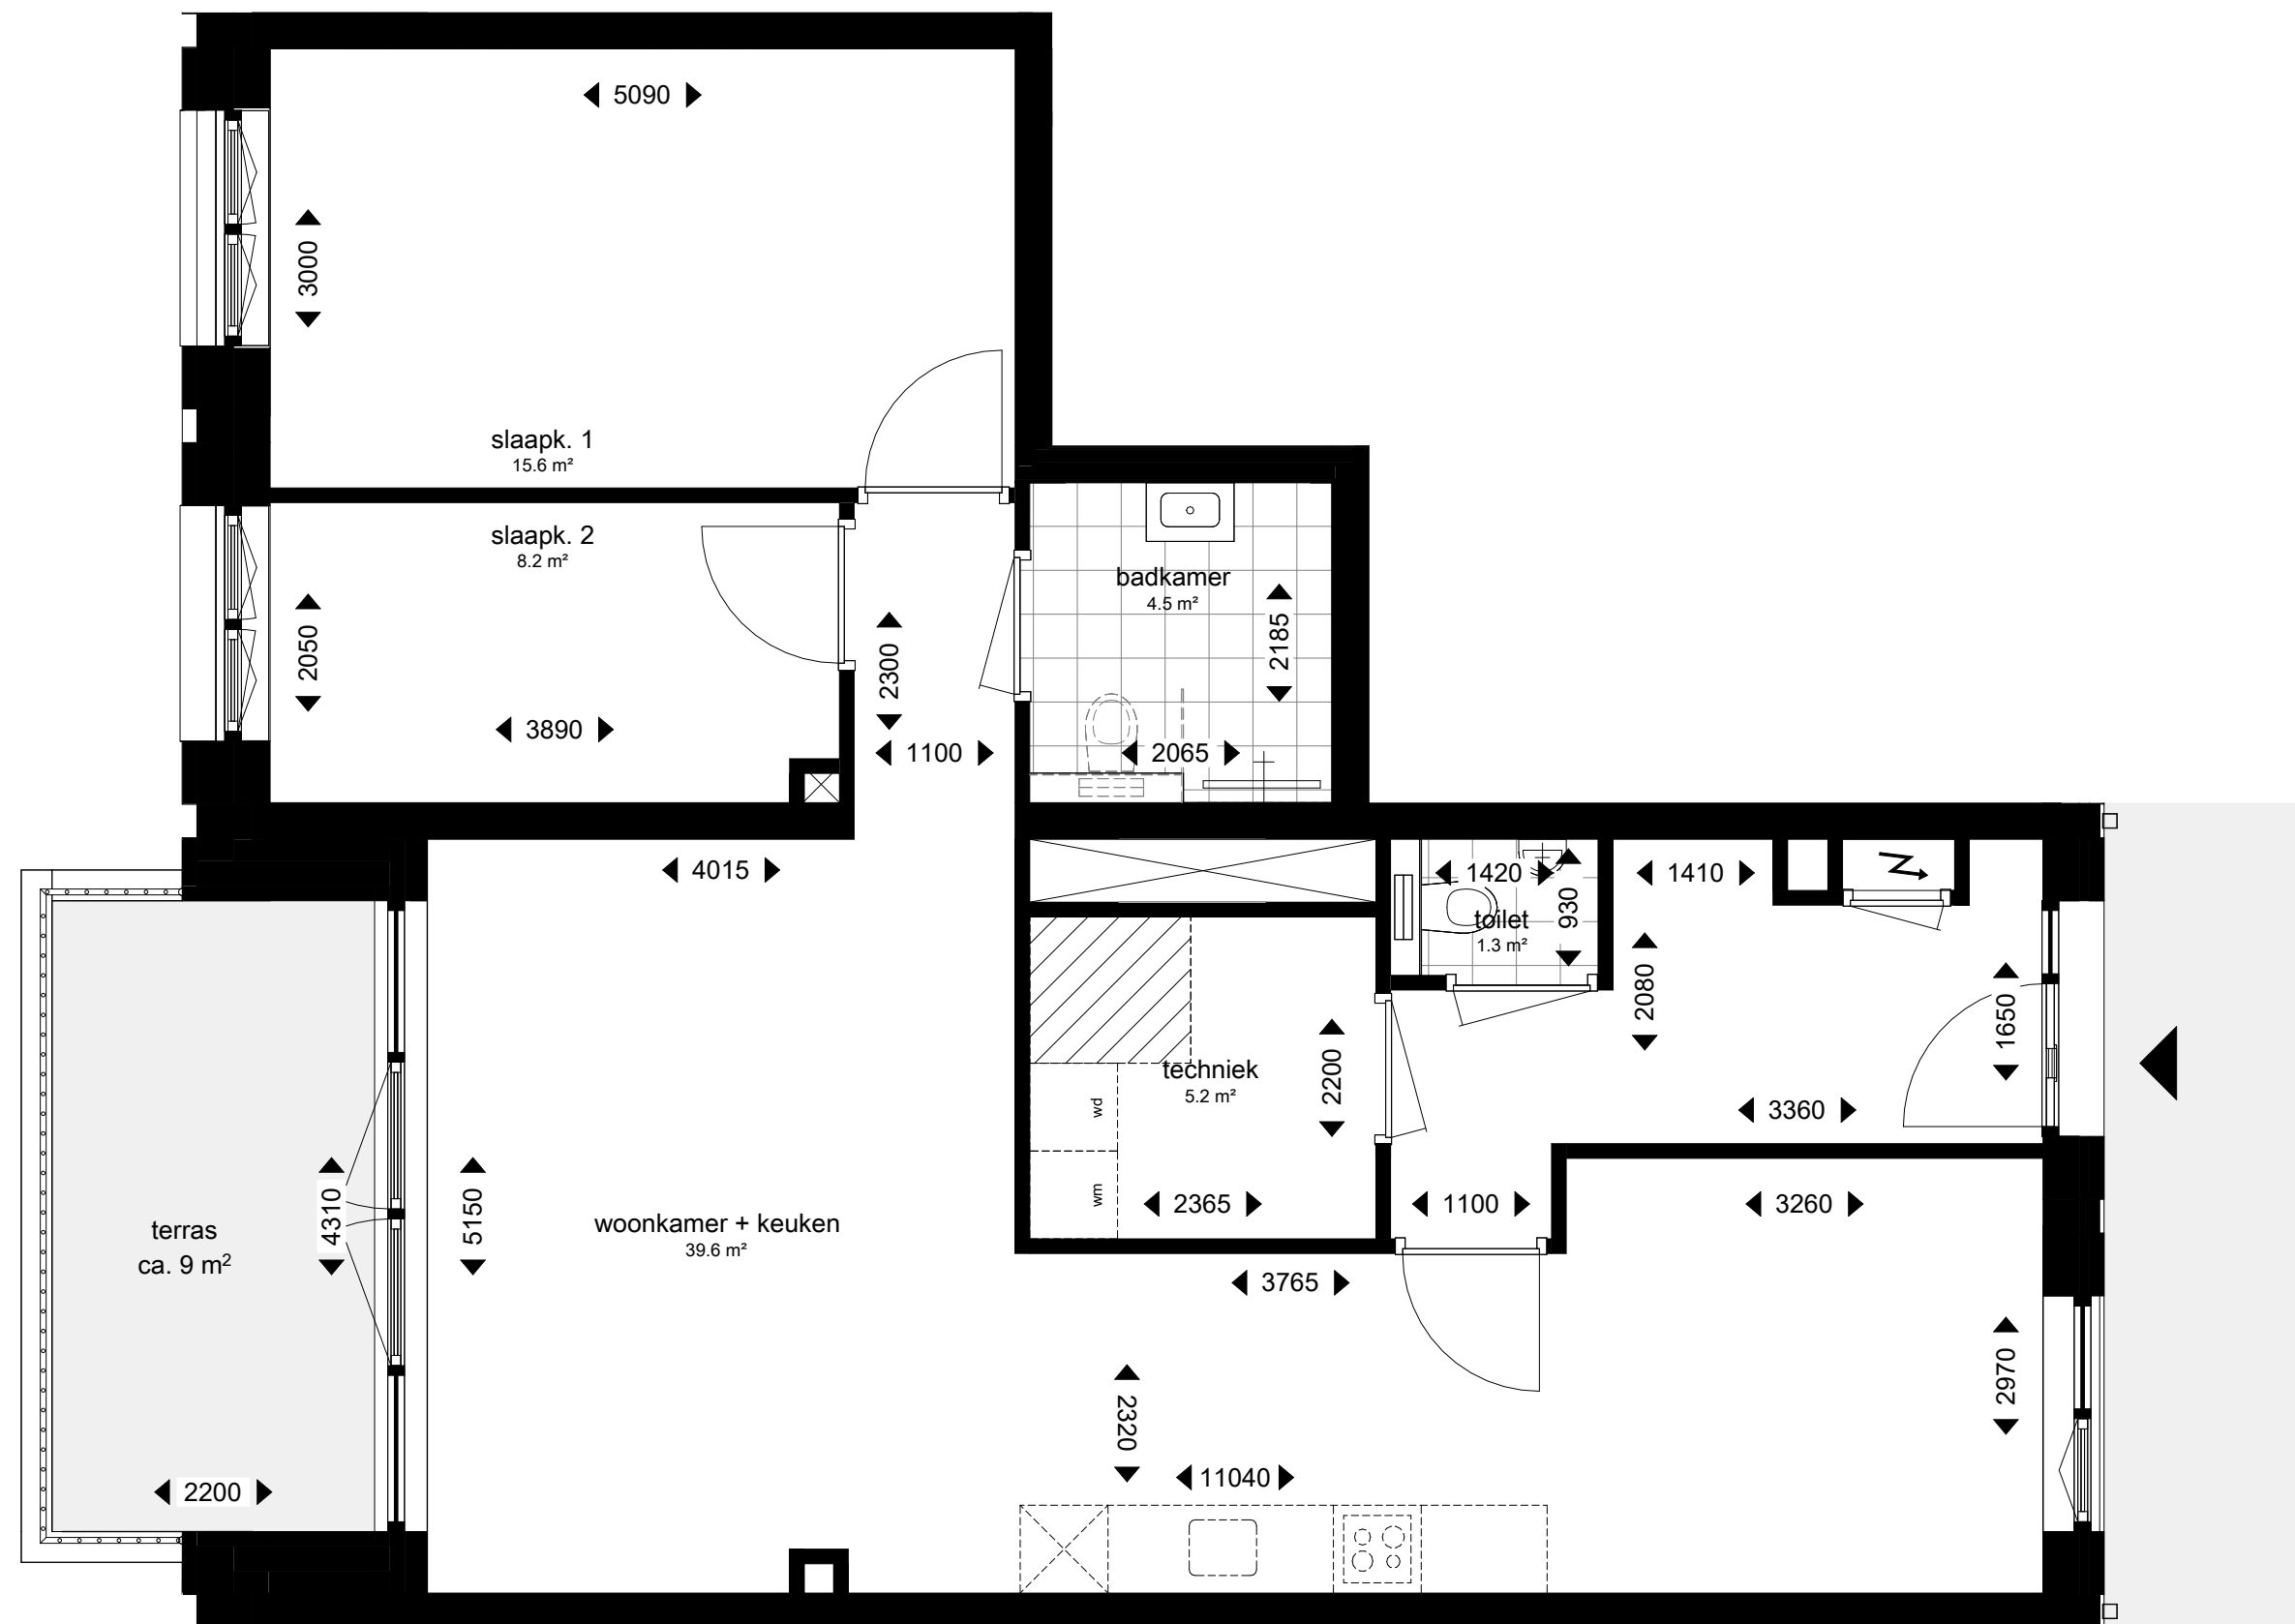 5090
3000
slaapk. 1
15.6 m²
slaapk. 2
8.2 m²
2050
3890
2300
1100
badkamer
4.5 m²
2185
2065
4015
1420
930
toilet
1.3 m²
1410
2080
1650
3360
techniek
5.2 m²
2200
wd
wm
2365
1100
3260
terras
ca. 9 m²
4310
5150
woonkamer + keuken
39.6 m²
3765
2970
2320
11040
2200